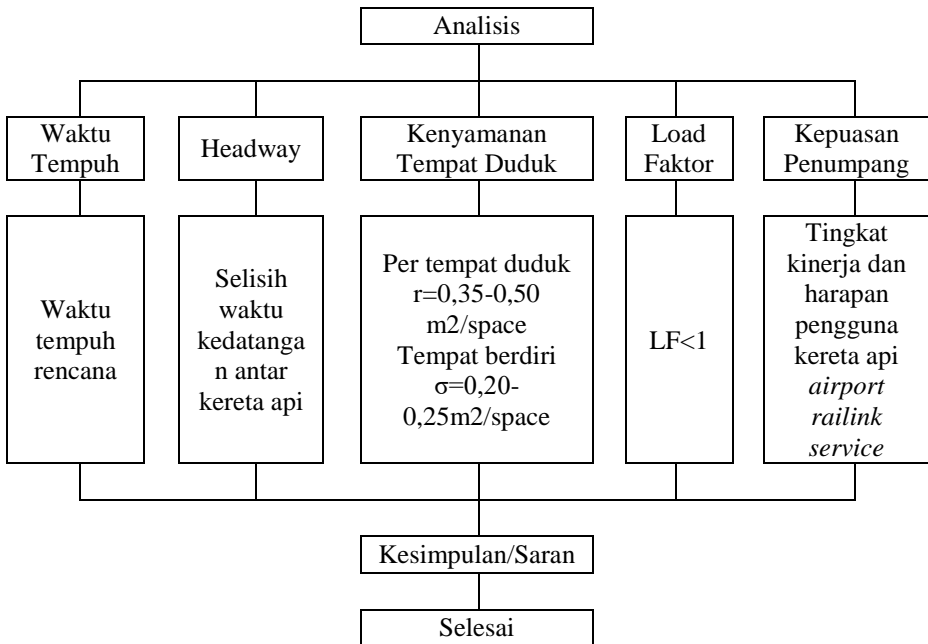 Analisis
Waktu
Tempuh
Headway
Kenyamanan
Tempat Duduk
Load
Faktor
Kepuasan
Penumpang
Waktu
tempuh
rencana
Selisih
waktu
kedatanga
n antar
kereta api
Per tempat duduk
r=0,35-0,50
m2/space
Tempat berdiri
σ=0,20-
0,25m2/space
LF<1
Tingkat
kinerja dan
harapan
pengguna
kereta api
airport
railink
service
Kesimpulan/Saran
Selesai